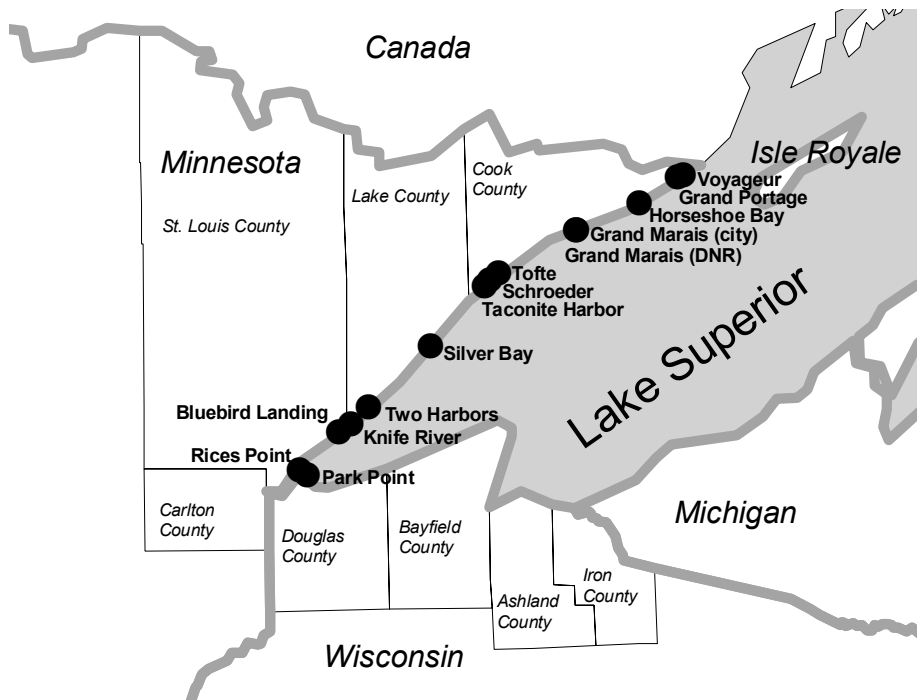 Canada
Minnesota
Isle Royale
Cook
County
Voyageur
Lake County
Grand Portage
St. Louis County
Horseshoe Bay
Grand Marais (city)
Grand Marais (DNR)
Tofte
Schroeder
Taconite Harbor
Lake Superior
Silver Bay
Bluebird Landing
Two Harbors
Knife River
Rices Point
Park Point
Carlton
County
Douglas
County
Bayfield
County
Michigan
Iron
County
Ashland
County
Wisconsin